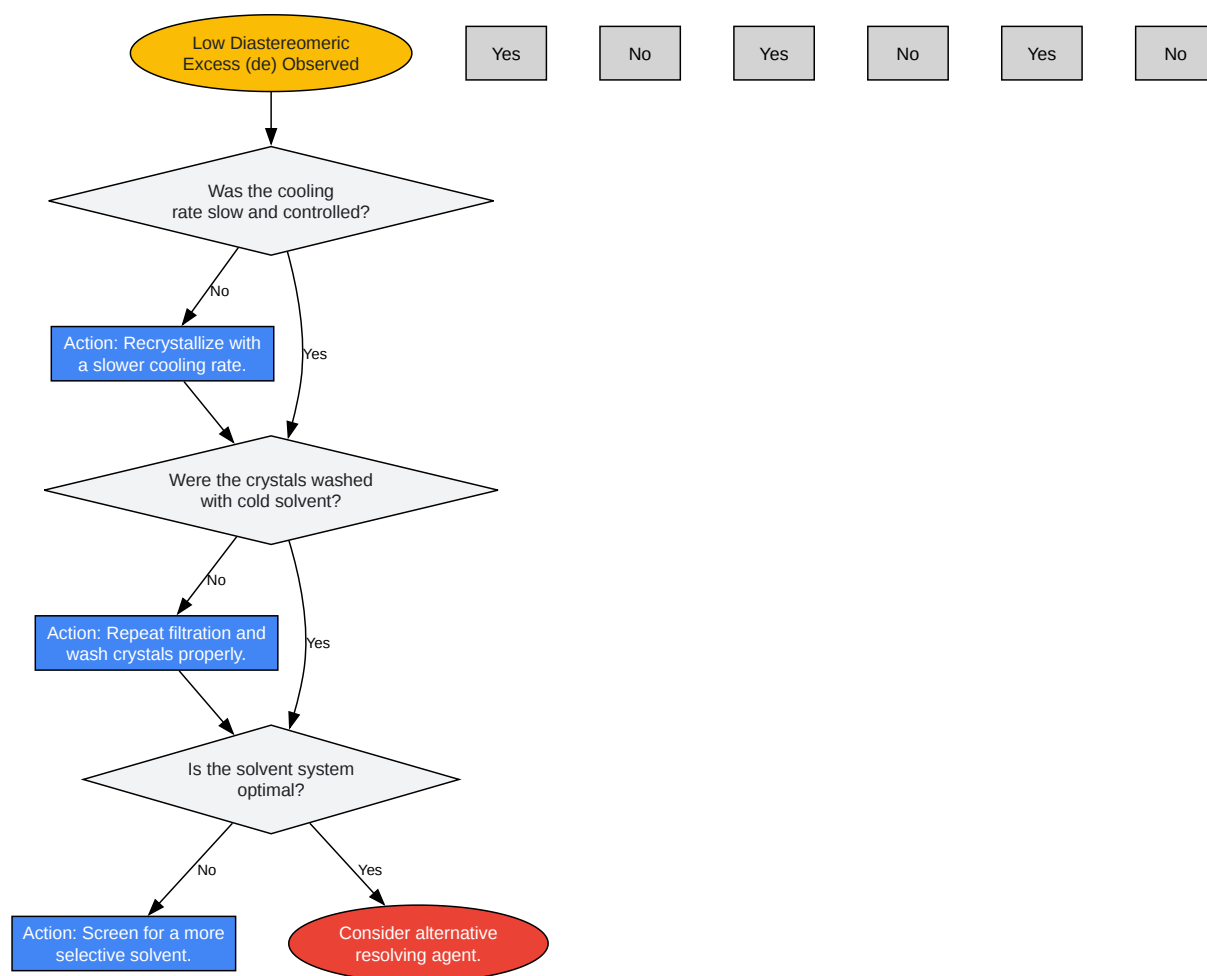 Low Diastereomeric
Excess (de) Observed
Yes
No
Yes
No
Yes
No
Was the cooling
rate slow and controlled?
No
Action: Recrystallize with
a slower cooling rate.
Yes
Were the crystals washed
with cold solvent?
No
Action: Repeat filtration and
wash crystals properly.
Yes
Is the solvent system
optimal?
No
Yes
Action: Screen for a more
selective solvent.
Consider alternative
resolving agent.